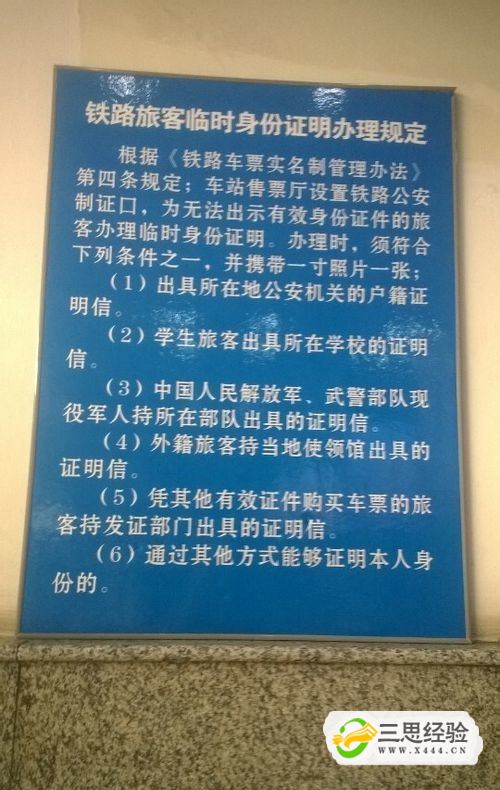 铁路旅客临时身份证明办理规定
根据《铁路车票实名制管理办法》
第四条规定；车站售票厅设置铁路公安
制证口，为无法出示有效身份证件的旅
客办理临时身份证明。办理时，须符合
下列条件之一，并携带一寸照片一张；
（1）出具所在地公安机关的户籍证
明信。
（2）学生旅客出具所在学校的证明
信。
（3）中国人民解放军、武警部队现
役军人持所在部队出具的证明信。
（4）外籍旅客持当地使领馆出具的
证明信。
（5）凭其他有效证件购买车票的旅
客持发证部门出具的证明信。
（6）通过其他方式能够证明本人身
份的。
三思经验
www.x444.cn